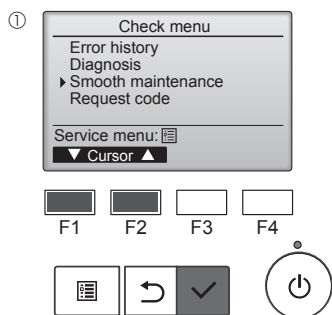 ①
Check menu
Error history
Diagnosis
Smooth maintenance
Request code
Service menu:
▼ Cursor ▲
F1 F2 F3 F4